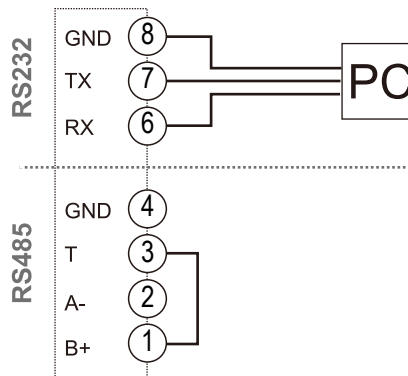 RS232
GND 8
TX 7
RX 6
PC
RS485
GND 4
T 3
A- 2
B+ 1